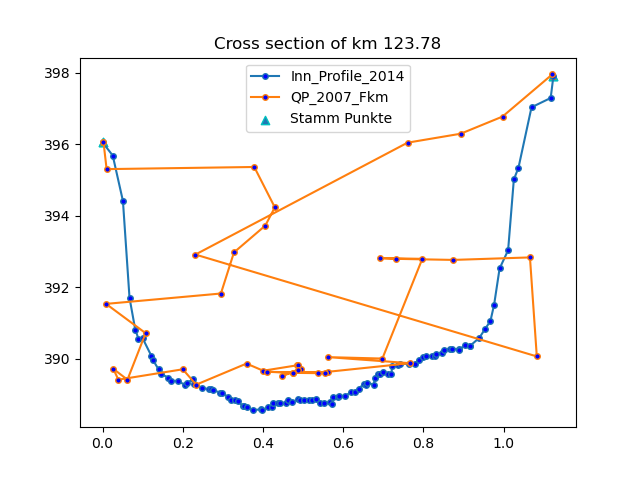 Cross section of km 123.78
Inn_Profile_2014
QP_2007_Fkm
Stamm Punkte
398
396
394
392
390
0.0 0.2 0.4 0.6 0.8 1.0